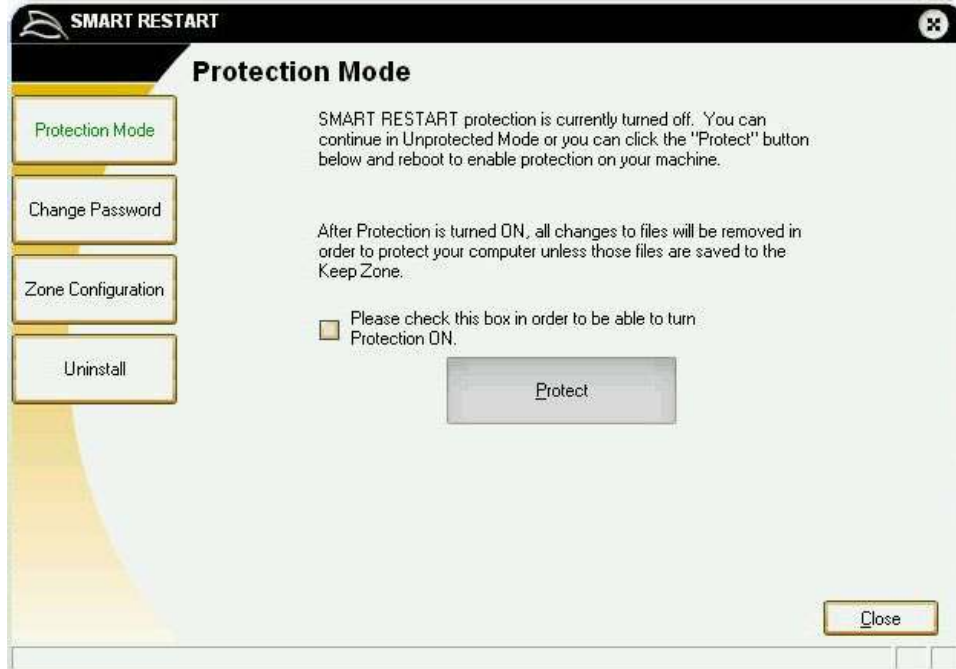 SMART RESTART
Protection Mode
Protection Mode
Change Password
Zone Configuration
Uninstall
SMART RESTART protection is currently turned off. You can
continue in Unprotected Mode or you can click the "Protect" button
below and reboot to enable protection on your machine.
After Protection is turned ON, all changes to files will be removed in
order to protect your computer unless those files are saved to the
Keep Zone.
Please check this box in order to be able to turn
Protection ON.
Protect
Close